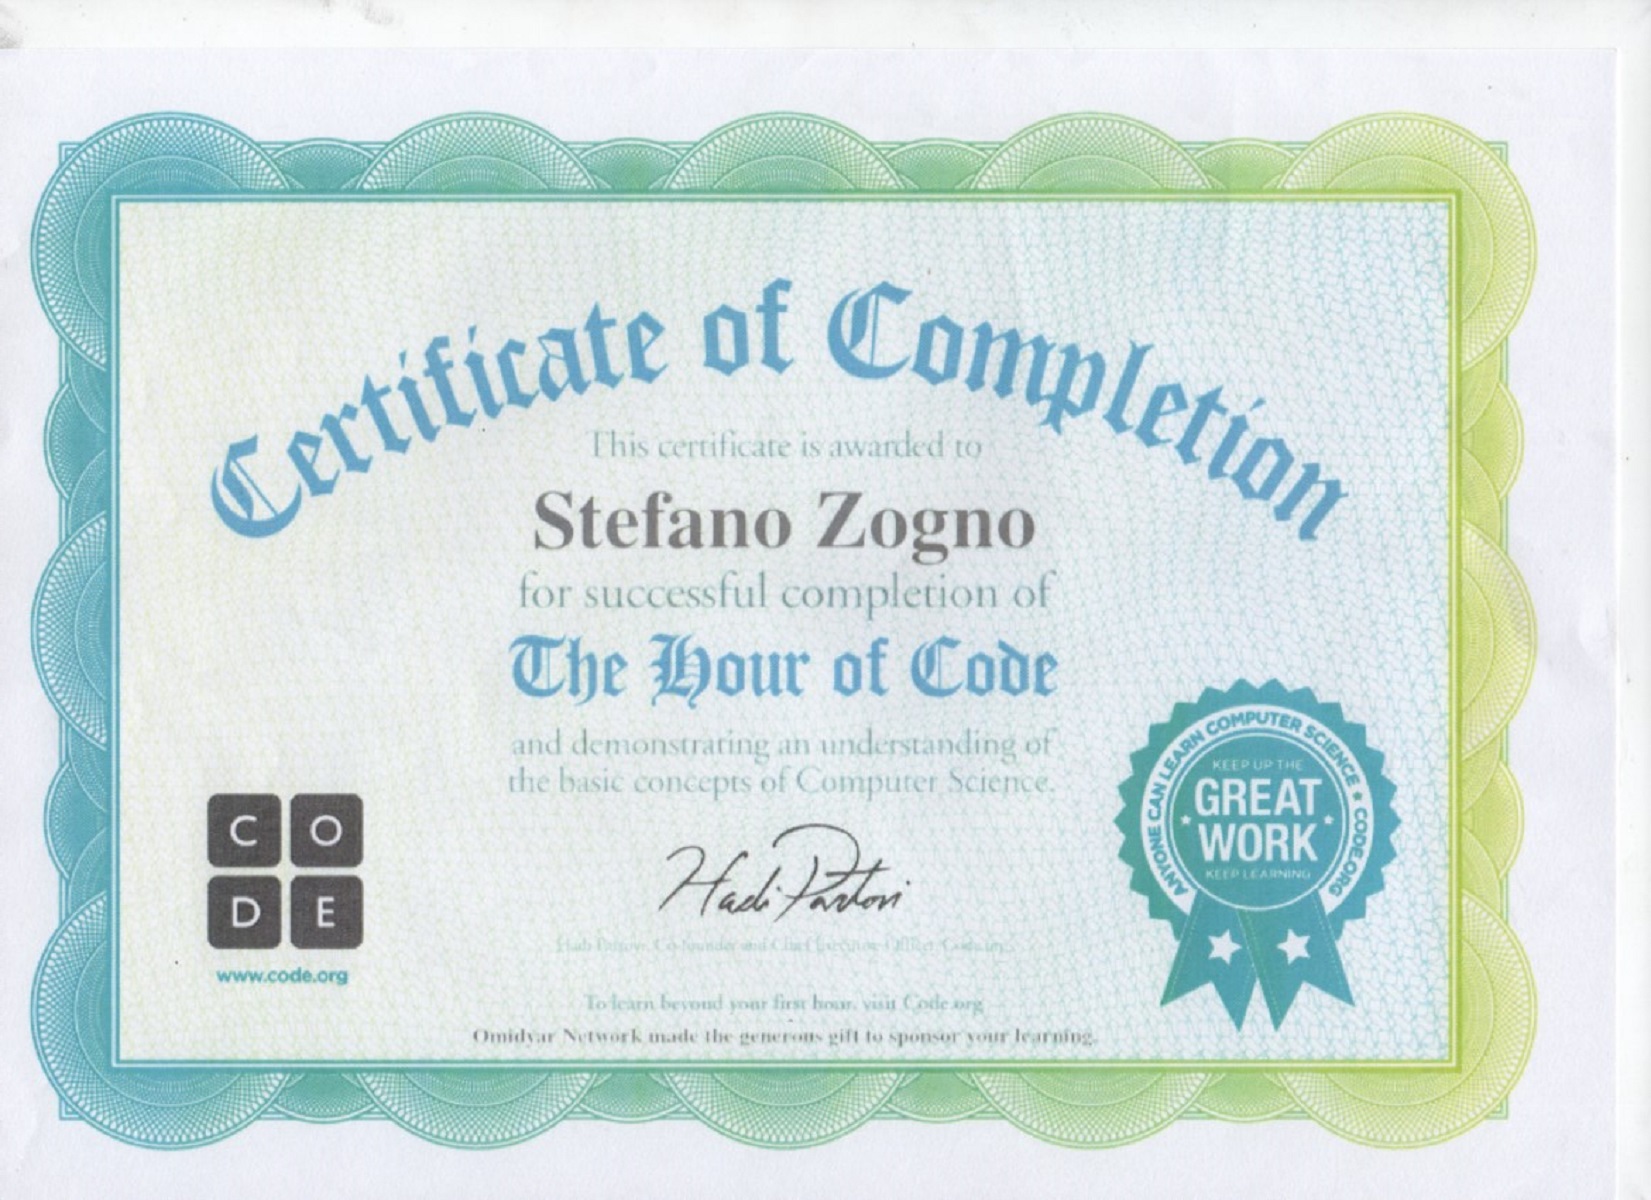 Certificate of Completion
This certificate is awarded to
Stefano Zogno
for successful completion of
The Hour of Code
and demonstrating an understanding of
the basic concepts of Computer Science.
C O
D E
www.code.org
Hadi Partovi
Hadi Partovi, Co-founder and Chief Executive Officer, Code.org
To learn beyond your first hour, visit Code.org
Omidyar Network made the generous gift to sponsor your learning.
ANYONE CAN LEARN COMPUTER SCIENCE ★ CODE.ORG
KEEP UP THE
GREAT
WORK
KEEP LEARNING